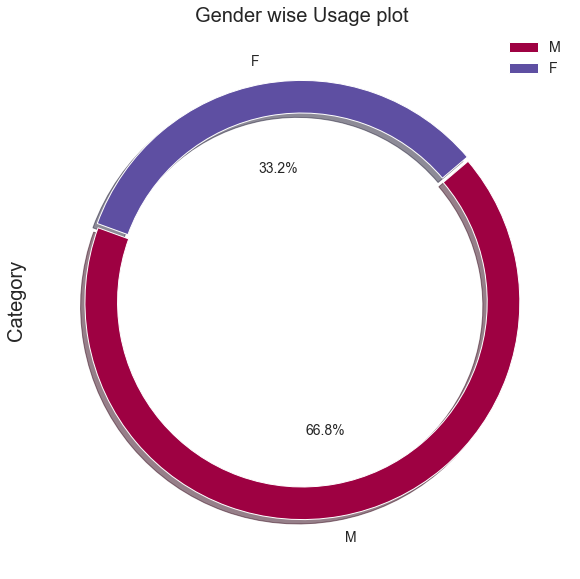 Gender wise Usage plot
M
F
F
33.2%
Category
66.8%
M